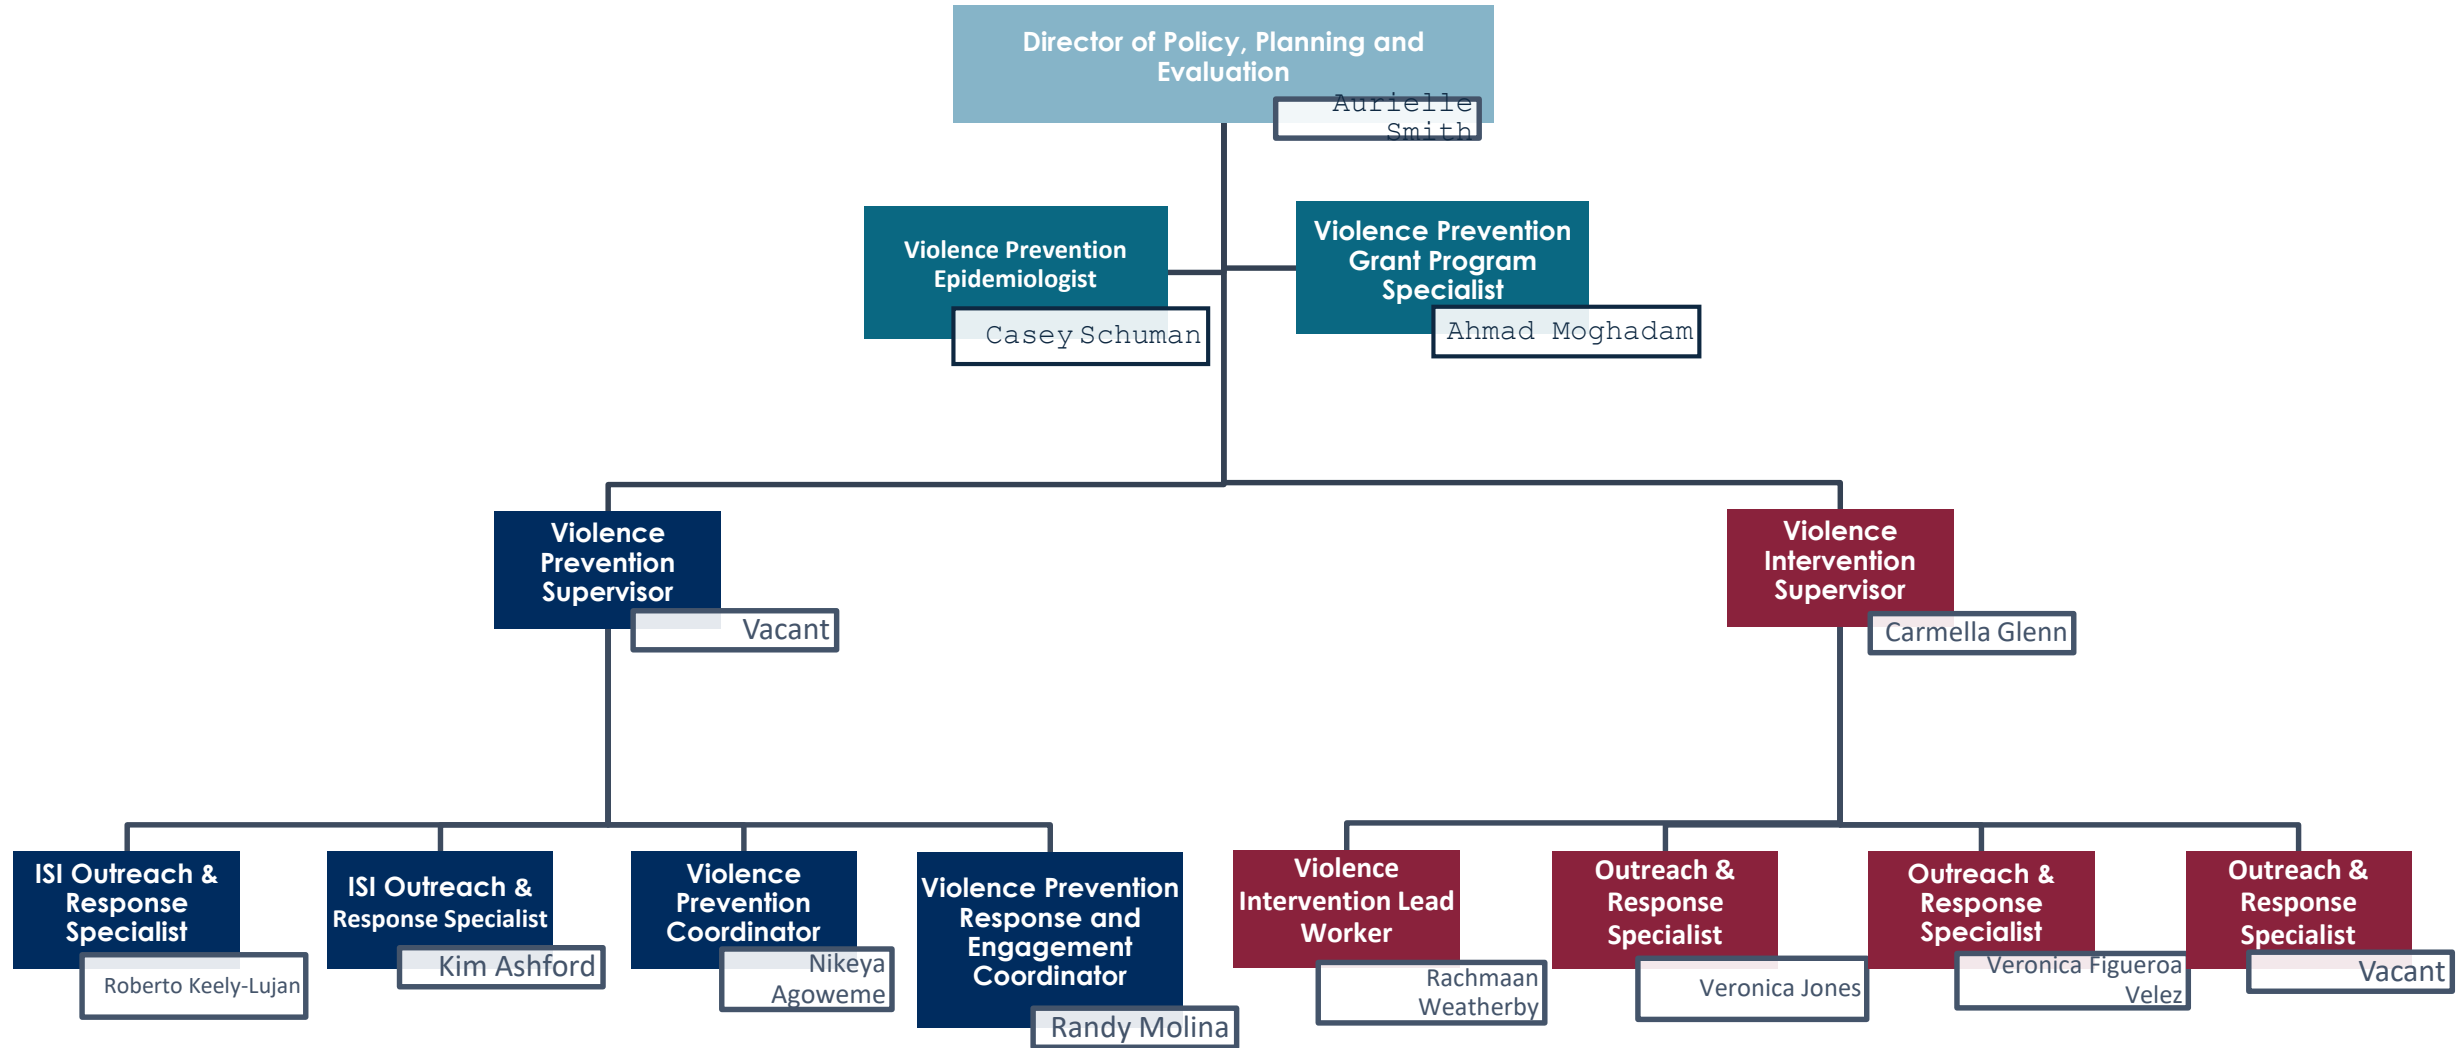 Director of Policy, Planning and
Evaluation
Aurielle
Smith
Violence Prevention
Epidemiologist
Casey Schuman
Violence Prevention
Grant Program
Specialist
Ahmad Moghadam
Violence
Prevention
Supervisor
Vacant
Violence
Intervention
Supervisor
Carmella Glenn
ISI Outreach &
Response
Specialist
Roberto Keely-Lujan
ISI Outreach &
Response Specialist
Kim Ashford
Violence
Prevention
Coordinator
Nikeya
Agoweme
Violence Prevention
Response and
Engagement
Coordinator
Randy Molina
Violence
Intervention Lead
Worker
Rachmaan
Weatherby
Outreach &
Response
Specialist
Veronica Jones
Outreach &
Response
Specialist
Veronica Figueroa
Velez
Outreach &
Response
Specialist
Vacant